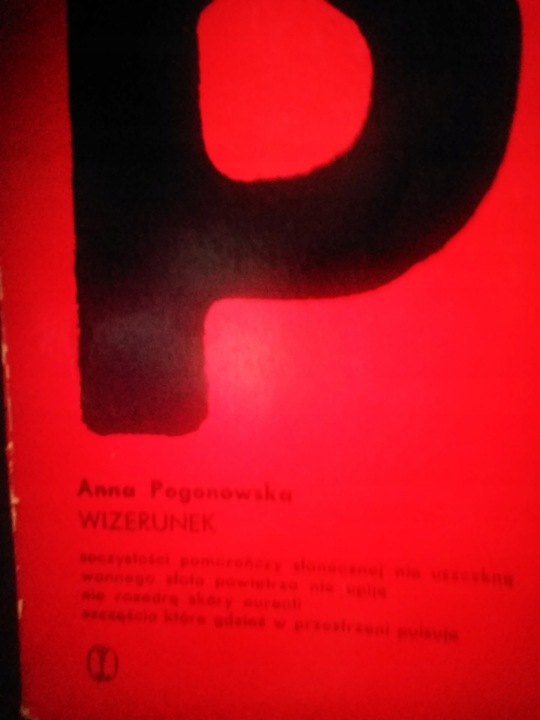 P
Anna Pogonowska
WIZERUNEK
soczystości pomarańczy słonecznej nie uszczknę
wonnego złota powietrza nie upiję
nie rozedrę skóry aureoli
szczęścia które gdzieś w przestrzeni pulsuje